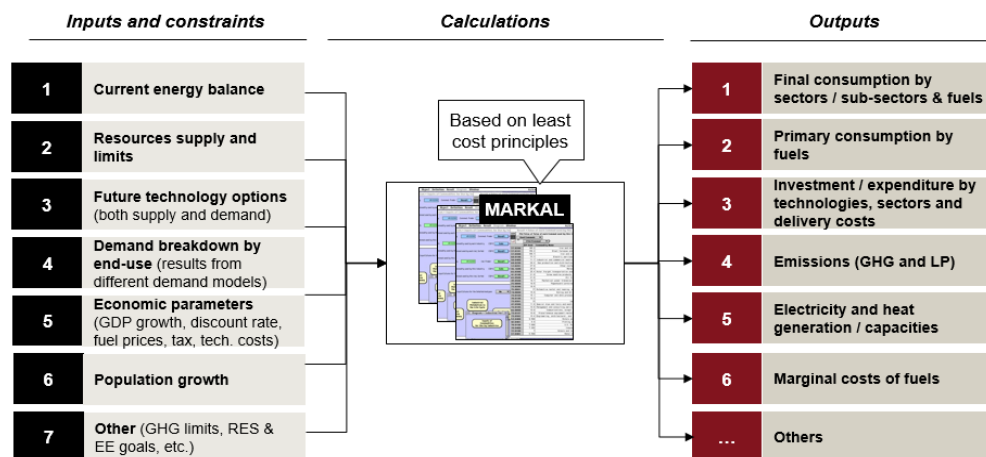 Inputs and constraints
Calculations
Outputs
1
Current energy balance
2
Resources supply and
limits
3
Future technology options
(both supply and demand)
4
Demand breakdown by
end-use (results from
different demand models)
5
Economic parameters
(GDP growth, discount rate,
fuel prices, tax, tech. costs)
6
Population growth
7
Other (GHG limits, RES &
EE goals, etc.)
Based on least
cost principles
MARKAL
1
Final consumption by
sectors / sub-sectors & fuels
2
Primary consumption by
fuels
3
Investment / expenditure by
technologies, sectors and
delivery costs
4
Emissions (GHG and LP)
5
Electricity and heat
generation / capacities
6
Marginal costs of fuels
...
Others